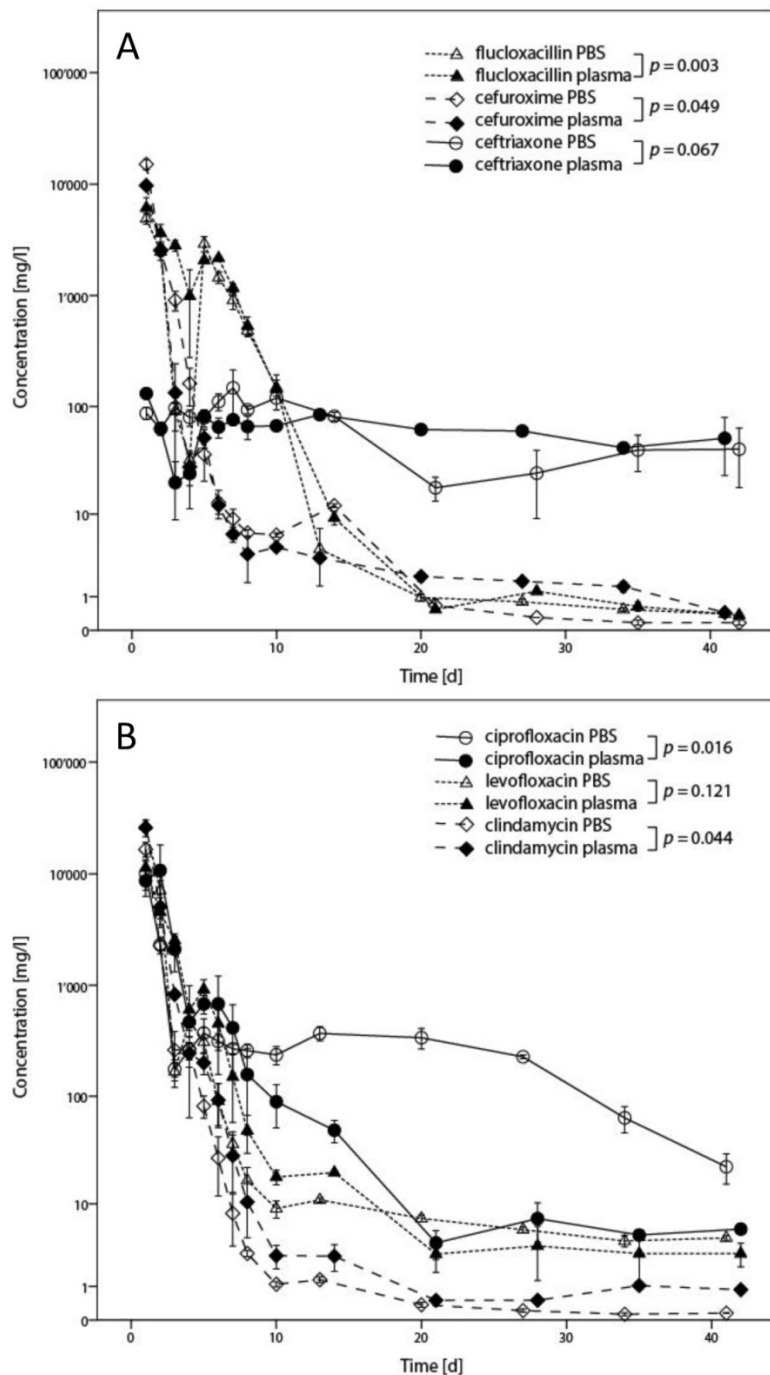 A
flucloxacillin PBS
flucloxacillin plasma
p = 0.003
cefuroxime PBS
cefuroxime plasma
p = 0.049
ceftriaxone PBS
ceftriaxone plasma
p = 0.067
100'000
10'000
1'000
100
10
1
0
Concentration [mg/l]
0
10
20
30
40
Time [d]
B
ciprofloxacin PBS
ciprofloxacin plasma
p = 0.016
levofloxacin PBS
levofloxacin plasma
p = 0.121
clindamycin PBS
clindamycin plasma
p = 0.044
100'000
10'000
1'000
100
10
1
0
Concentration [mg/l]
0
10
20
30
40
Time [d]